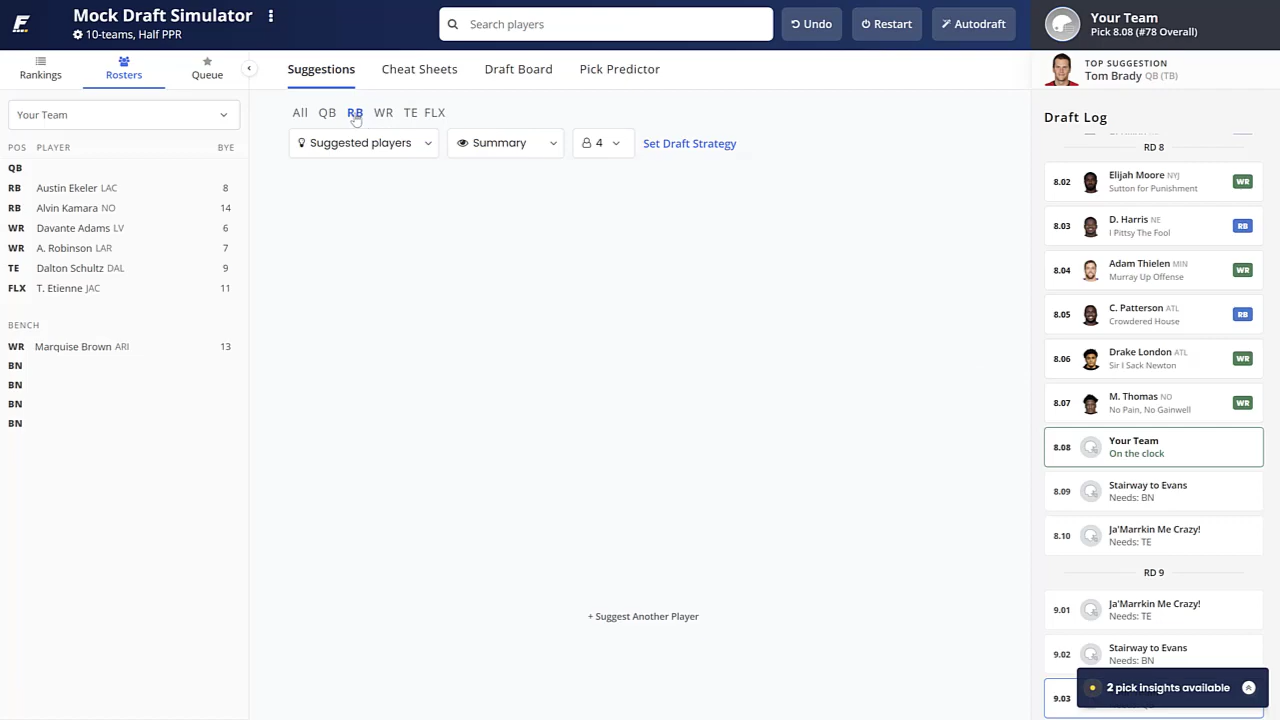 Mock Draft Simulator
10-teams, Half PPR
Search players
Undo
Restart
Autodraft
Your Team
Pick 8.08 (#78 Overall)
Rankings
Rosters
Queue
Suggestions
Cheat Sheets
Draft Board
Pick Predictor
TOP SUGGESTION
Tom Brady QB (TB)
Your Team
POS PLAYER BYE
QB
RB Austin Ekeler LAC 8
RB Alvin Kamara NO 14
WR Davante Adams LV 6
WR A. Robinson LAR 7
TE Dalton Schultz DAL 9
FLX T. Etienne JAC 11
BENCH
WR Marquise Brown ARI 13
BN
BN
BN
BN
All QB RB WR TE FLX
Suggested players
Summary
4
Set Draft Strategy
+ Suggest Another Player
Draft Log
RD 8
8.02 Elijah Moore NYJ WR
Sutton for Punishment
8.03 D. Harris NE RB
I Pittsy The Fool
8.04 Adam Thielen MIN WR
Murray Up Offense
8.05 C. Patterson ATL RB
Crowdered House
8.06 Drake London ATL WR
Sir I Sack Newton
8.07 M. Thomas NO WR
No Pain, No Gainwell
8.08 Your Team
On the clock
8.09 Stairway to Evans
Needs: BN
8.10 Ja'Marrkin Me Crazy!
Needs: TE
RD 9
9.01 Ja'Marrkin Me Crazy!
Needs: TE
9.02 Stairway to Evans
Needs: BN
9.03
2 pick insights available